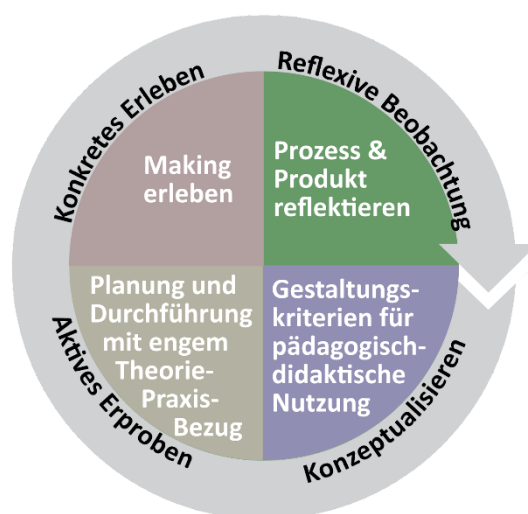 Konkretes Erleben
Reflexive Beobachtung
Making
erleben
Prozess &
Produkt
reflektieren
Planung und
Durchführung
mit engem
Theorie-
Praxis-
Bezug
Gestaltungs-
kriterien für
pädagogisch-
didaktische
Nutzung
Aktives Erproben
Konzeptualisieren